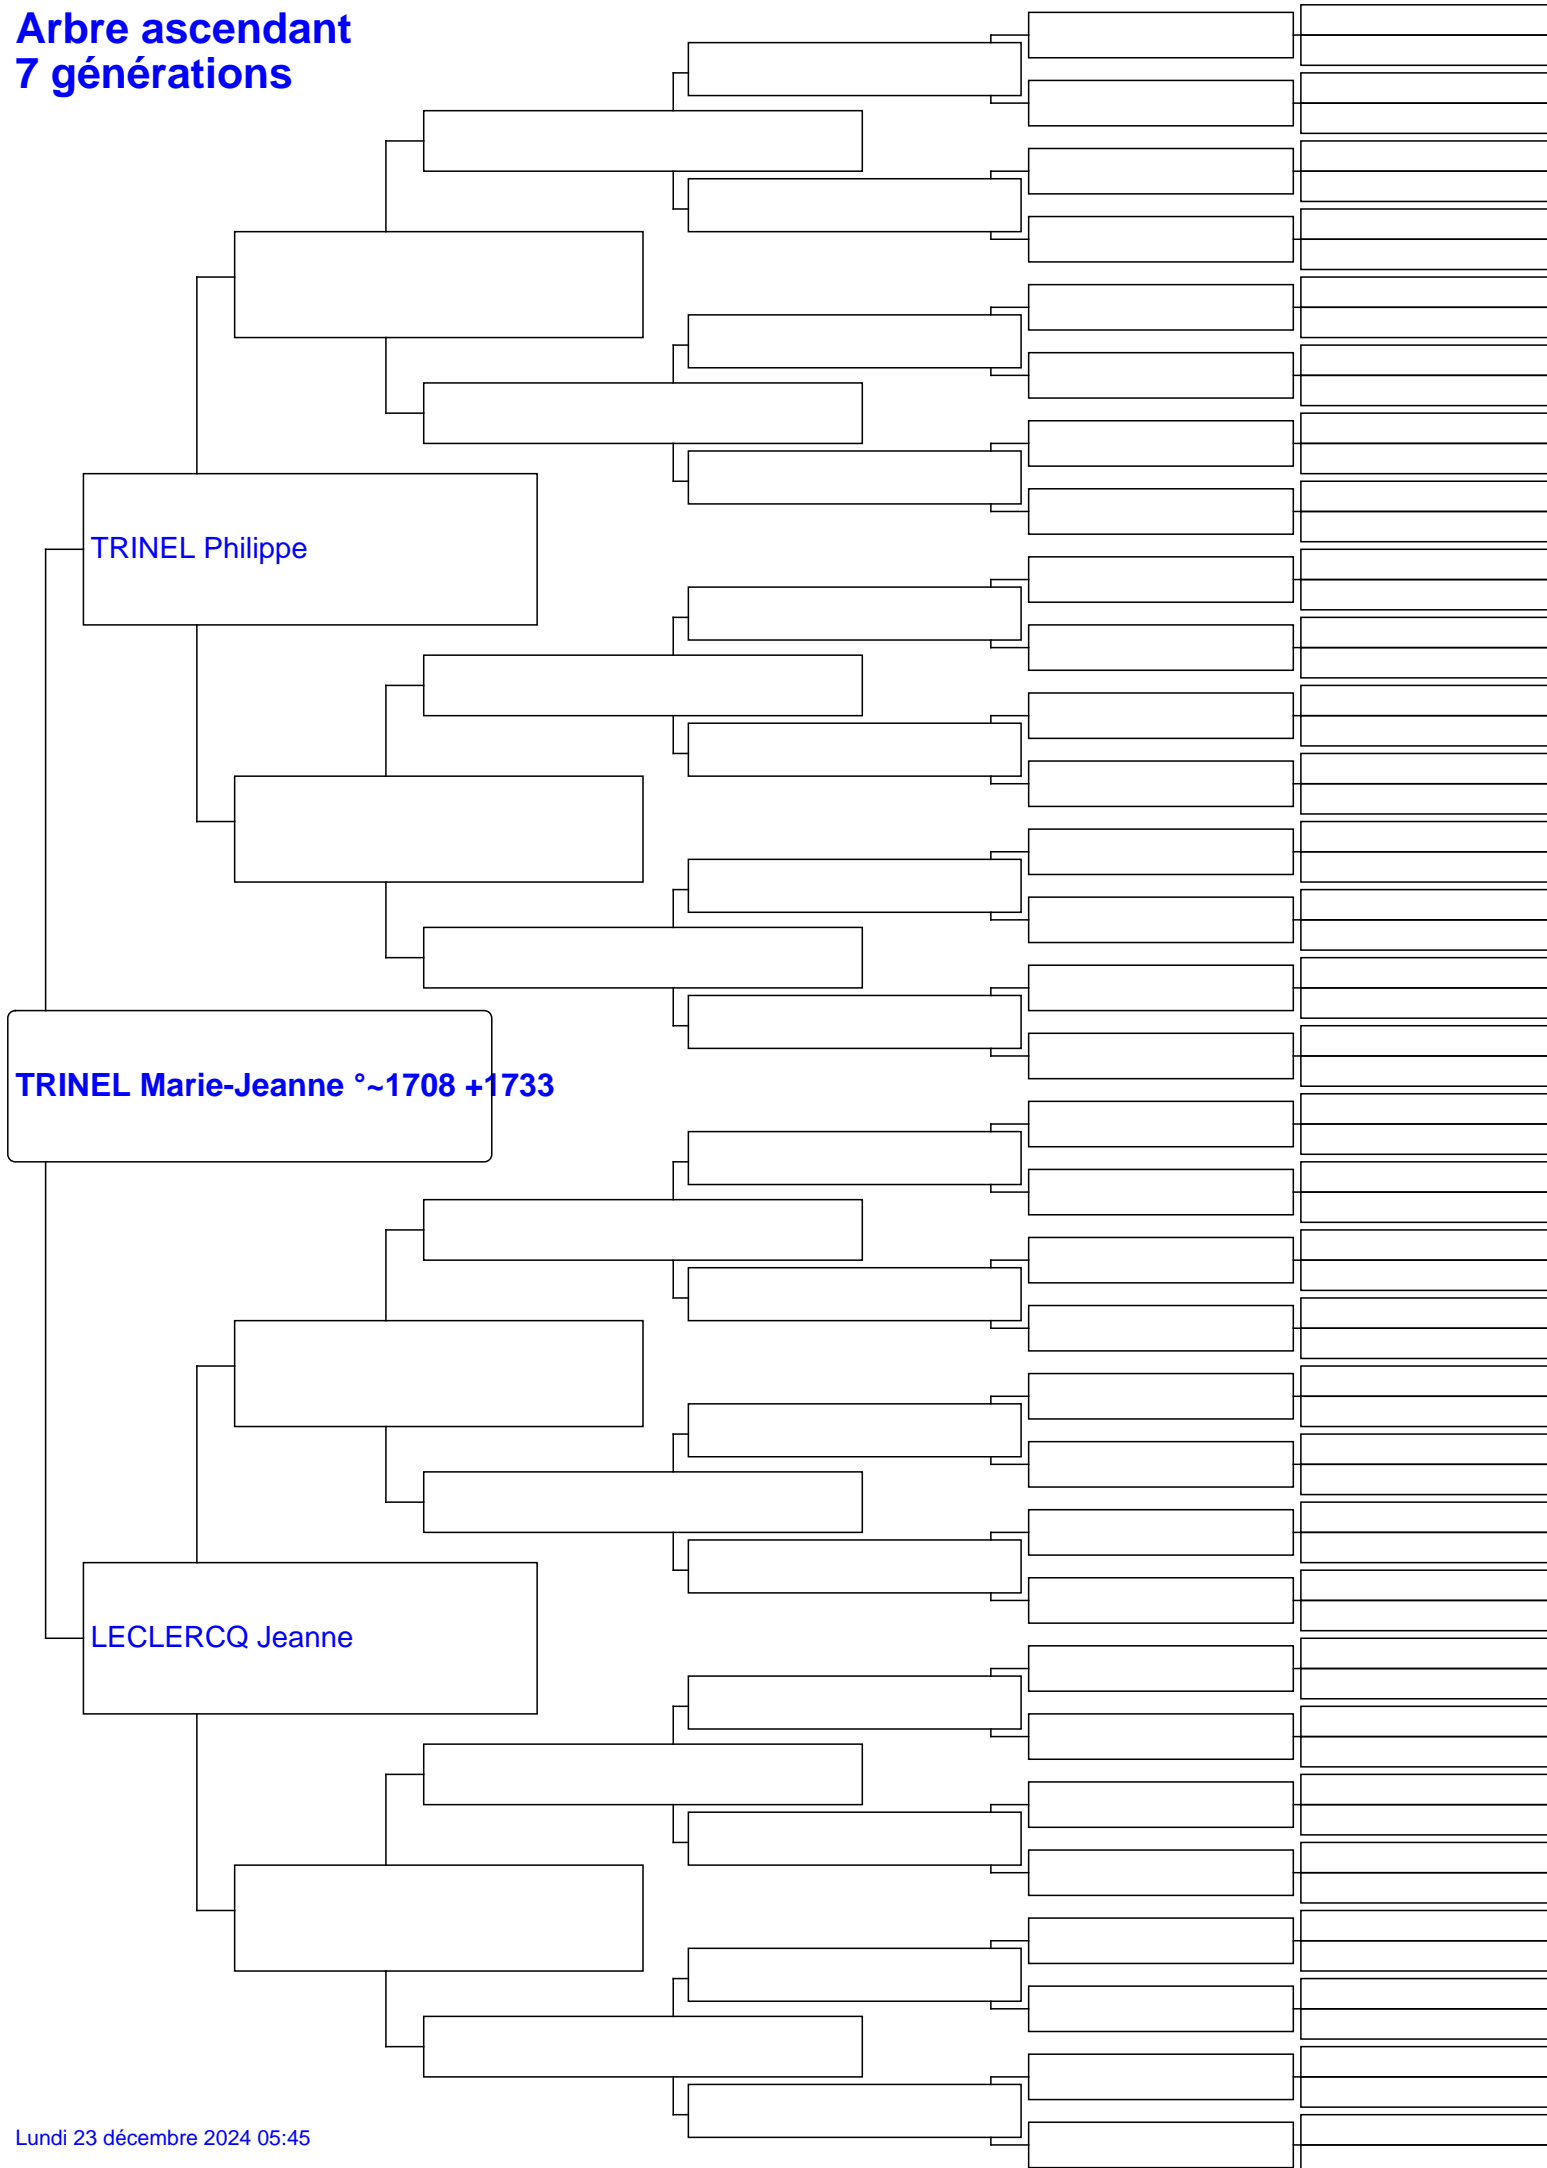 Arbre ascendant
7 générations
TRINEL Philippe
TRINEL Marie-Jeanne °~1708 +1733
LECLERCQ Jeanne
Lundi 23 décembre 2024 05:45